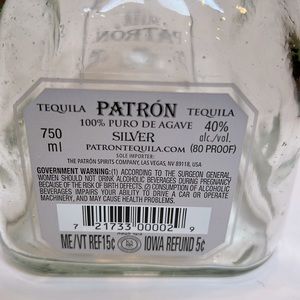 TEQUILA PATRÓN TEQUILA
100% PURO DE AGAVE
750 ml SILVER 40% alc./vol.
PATRONTEQUILA.COM (80 PROOF)
SOLE IMPORTER:
THE PATRÓN SPIRITS COMPANY, LAS VEGAS, NV 89118, USA
GOVERNMENT WARNING: (1) ACCORDING TO THE SURGEON GENERAL,
WOMEN SHOULD NOT DRINK ALCOHOLIC BEVERAGES DURING PREGNANCY
BECAUSE OF THE RISK OF BIRTH DEFECTS. (2) CONSUMPTION OF ALCOHOLIC
BEVERAGES IMPAIRS YOUR ABILITY TO DRIVE A CAR OR OPERATE
MACHINERY, AND MAY CAUSE HEALTH PROBLEMS.
7 21733 00002 9
ME/VT REF15¢ IOWA REFUND 5¢